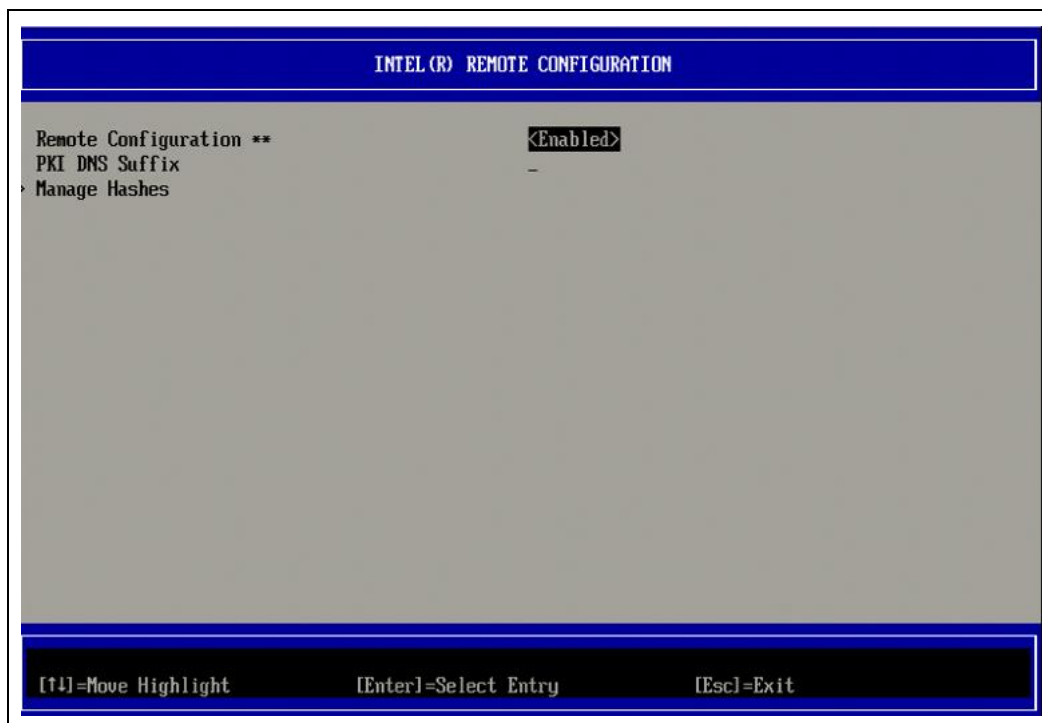 INTEL(R) REMOTE CONFIGURATION
Remote Configuration ** <Enabled>
PKI DNS Suffix _
> Manage Hashes
[↑↓]=Move Highlight [Enter]=Select Entry [Esc]=Exit